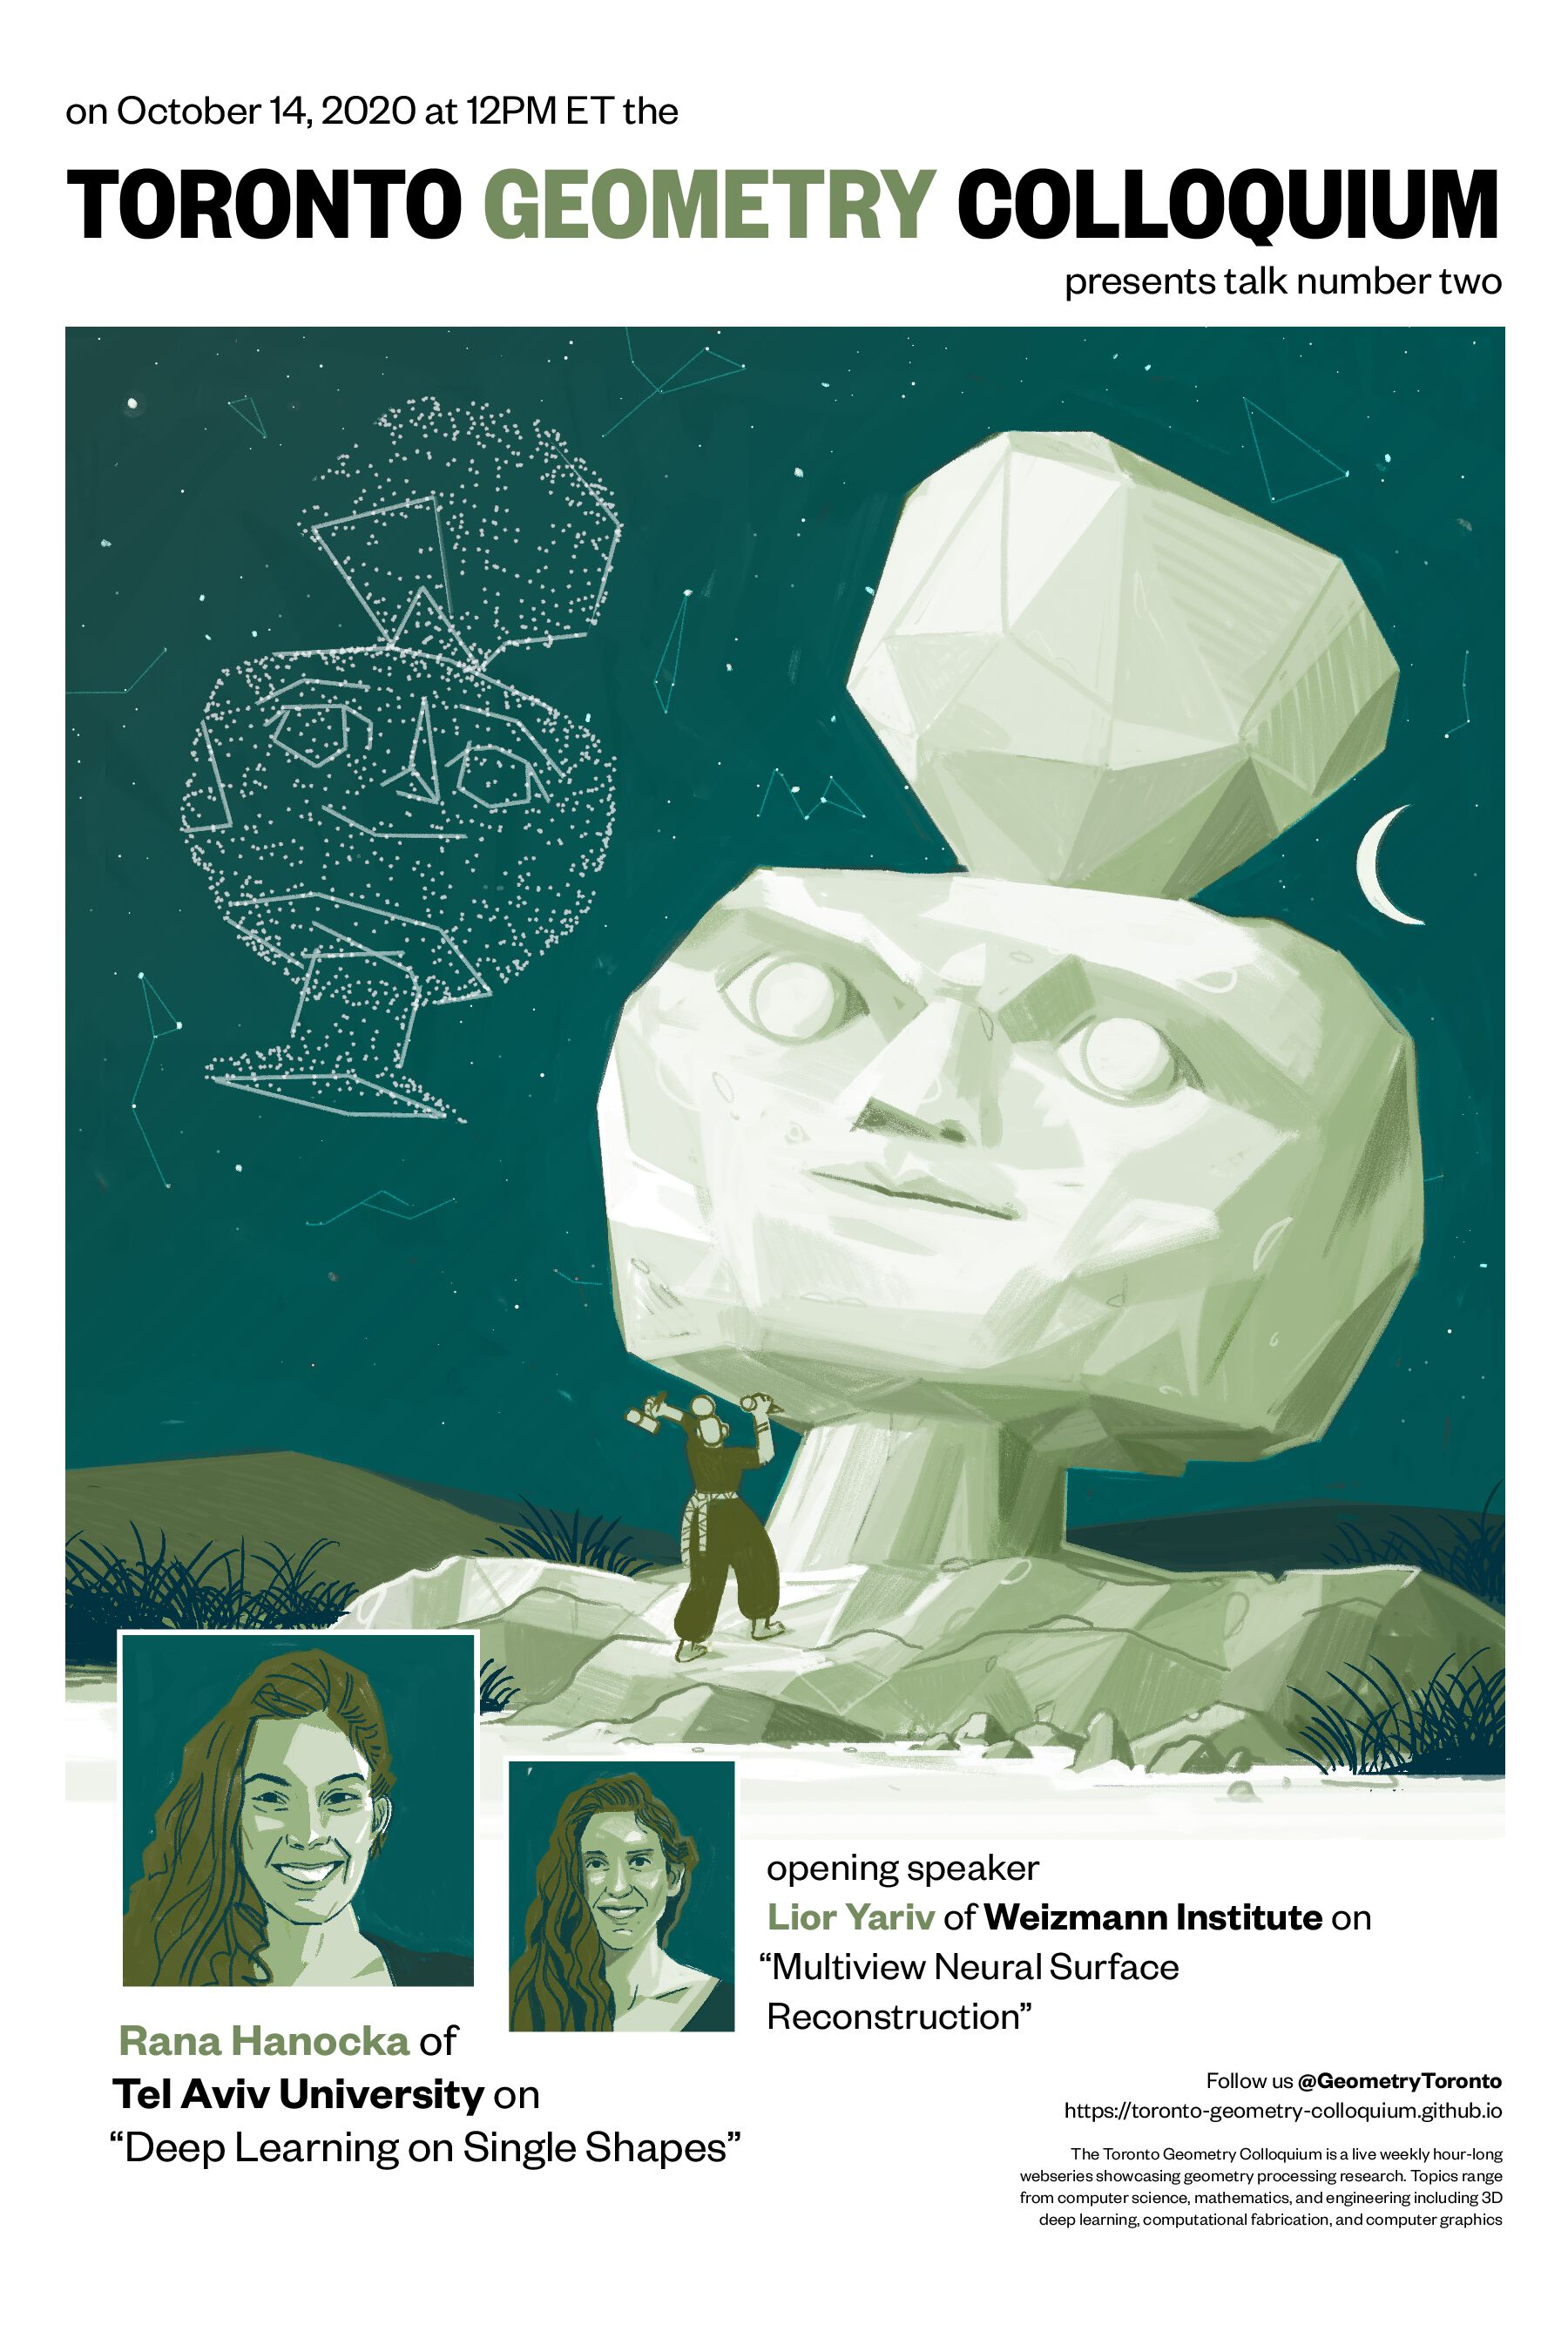 on October 14, 2020 at 12PM ET the
TORONTO GEOMETRY COLLOQUIUM
presents talk number two
opening speaker
Lior Yariv of Weizmann Institute on
“Multiview Neural Surface
Reconstruction”
Rana Hanocka of
Tel Aviv University on
“Deep Learning on Single Shapes”
Follow us @GeometryToronto
https://toronto-geometry-colloquium.github.io
The Toronto Geometry Colloquium is a live weekly hour-long
webseries showcasing geometry processing research. Topics range
from computer science, mathematics, and engineering including 3D
deep learning, computational fabrication, and computer graphics